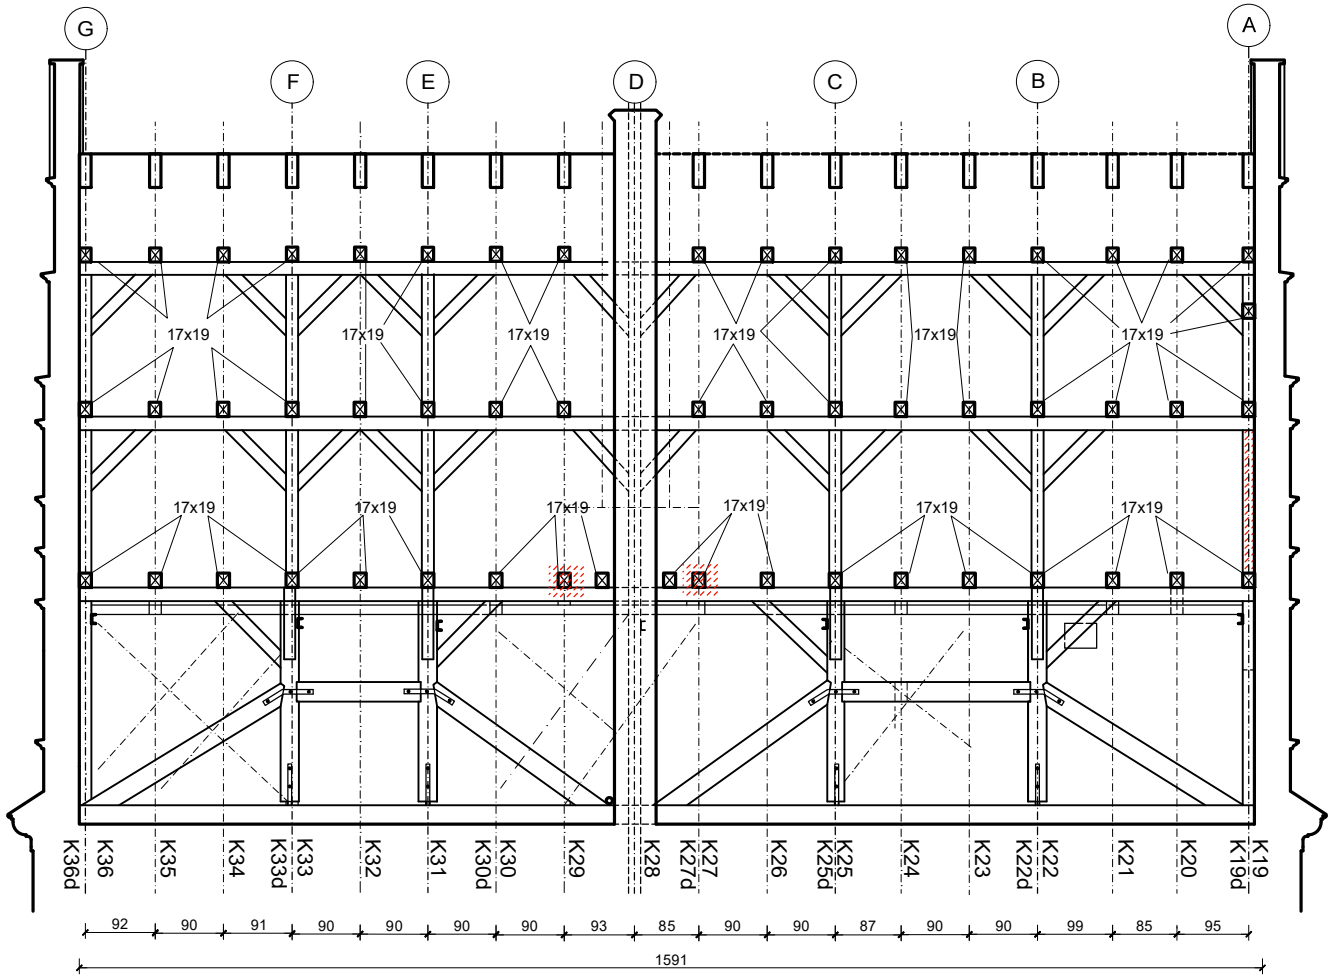 G
A
F
E
D
C
B
17x19
17x19
17x19
17x19
17x19
17x19
17x19
17x19
17x19
17x19
17x19
17x19
K36d
K36
K35
K34
K33d
K33
K32
K31
K30d
K30
K29
K28
K27d
K27
K26
K25d
K25
K24
K23
K22d
K22
K21
K20
K19d
K19
92 90 91 90 90 90 90 93 85 90 90 87 90 90 99 85 95
1591